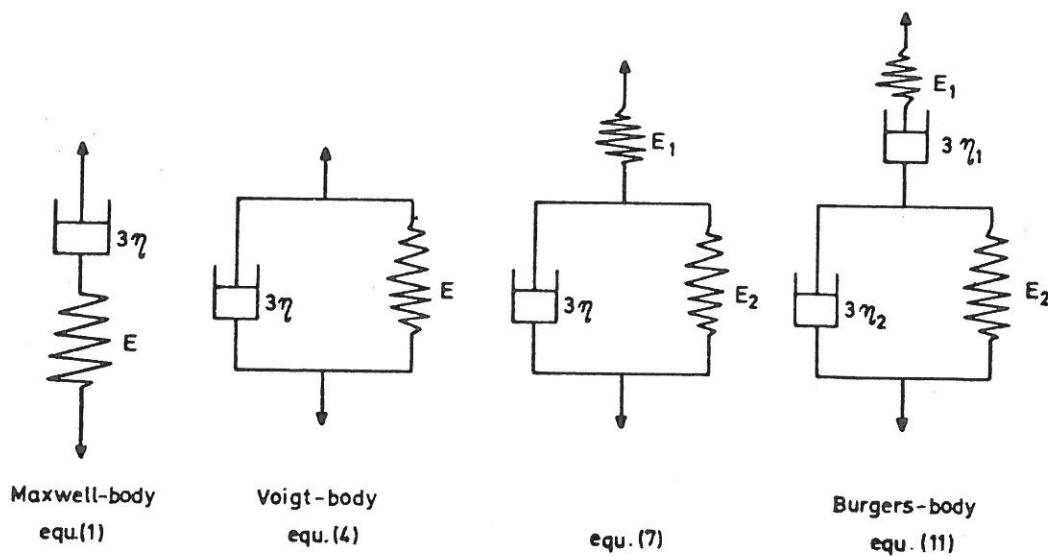 3η
E
Maxwell-body
equ.(1)
3η
E
Voigt-body
equ.(4)
E₁
3η
E₂
equ.(7)
E₁
3η₁
3η₂
E₂
Burgers-body
equ.(11)